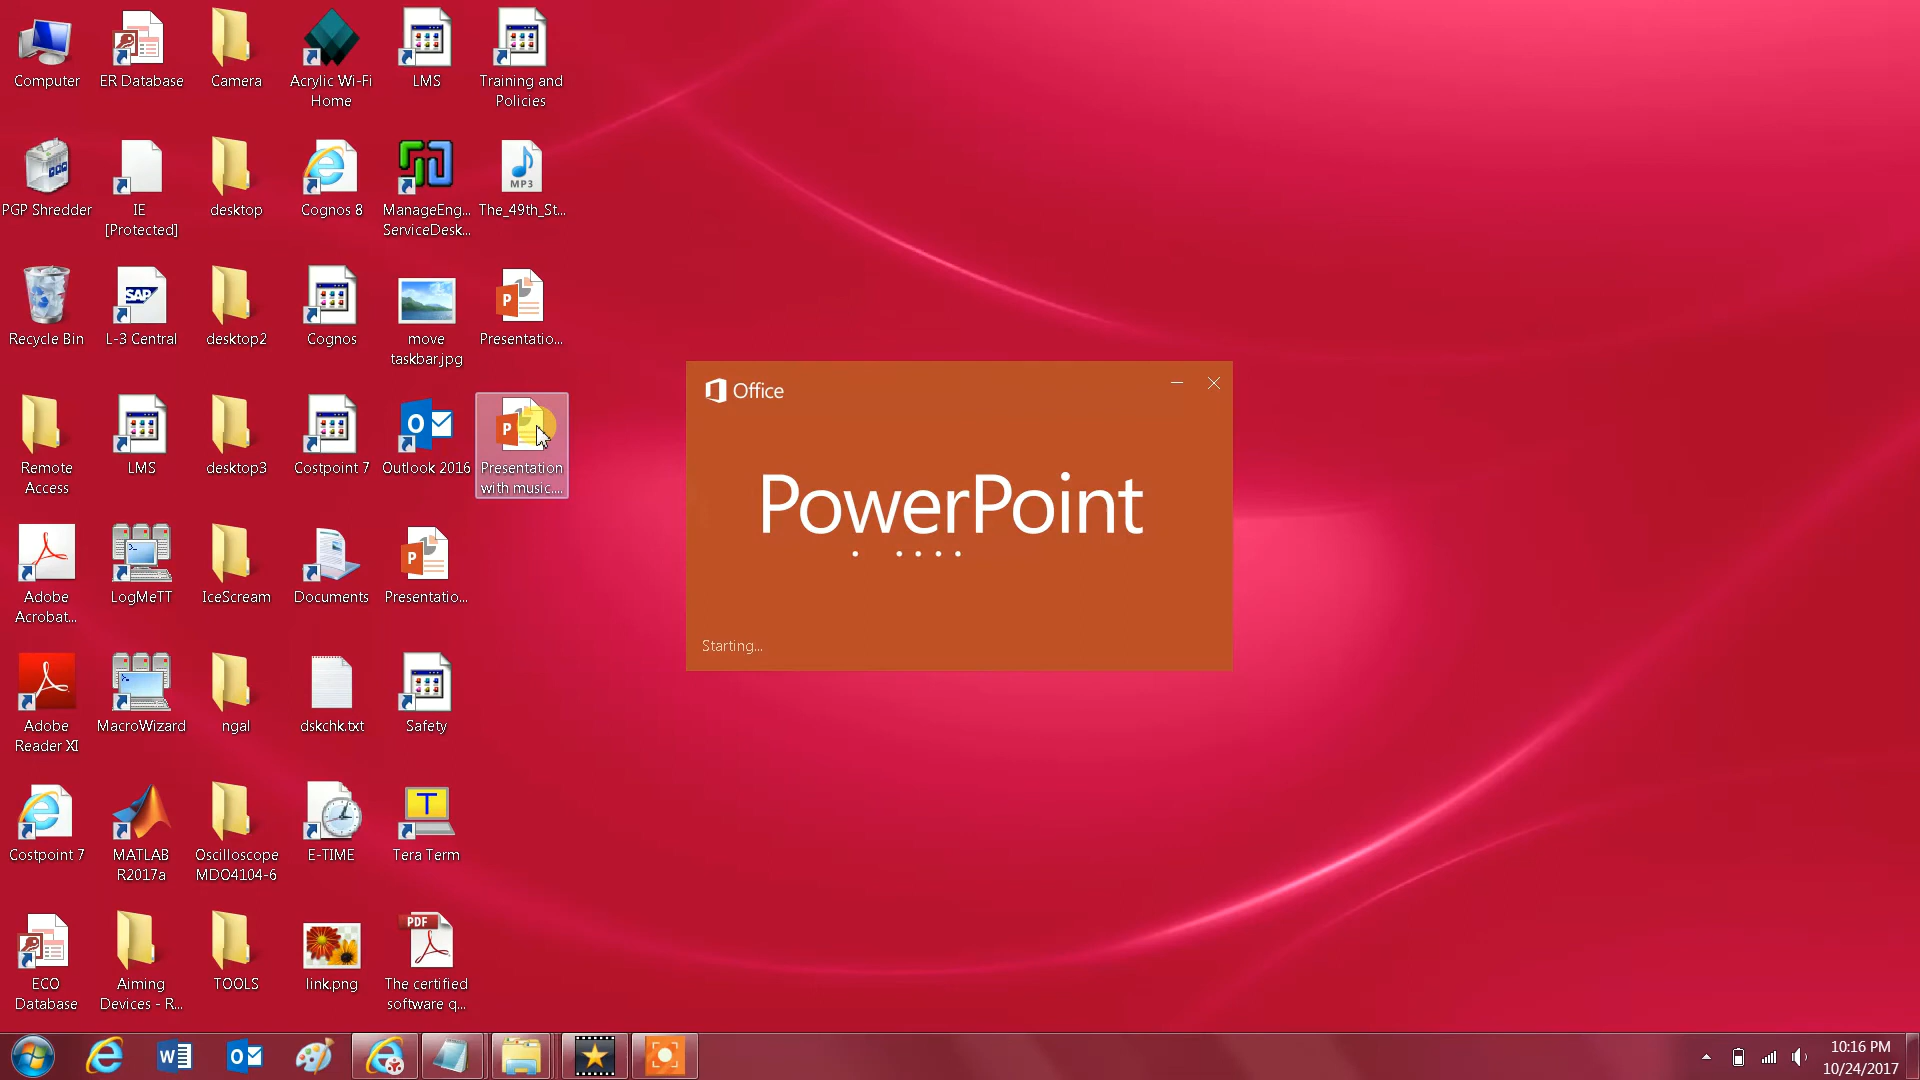 Computer
ER Database
Camera
Acrylic Wi-Fi
Home
LMS
Training and
Policies
PGP Shredder
IE
[Protected]
desktop
Cognos 8
ManageEng...
ServiceDesk...
MP3
The_49th_St...
Recycle Bin
SAP
L-3 Central
desktop2
Cognos
move
taskbar.jpg
P
Presentatio...
Remote
Access
LMS
desktop3
Costpoint 7
Outlook 2016
P
Presentation
with music....
Adobe
Acrobat...
LogMeTT
IceScream
Documents
P
Presentatio...
Adobe
Reader XI
MacroWizard
ngal
dskchk.txt
Safety
Costpoint 7
MATLAB
R2017a
Oscilloscope
MDO4104-6
E-TIME
T
Tera Term
ECO
Database
Aiming
Devices - R...
TOOLS
link.png
PDF
The certified
software q...
Office
PowerPoint
Starting...
10:16 PM
10/24/2017